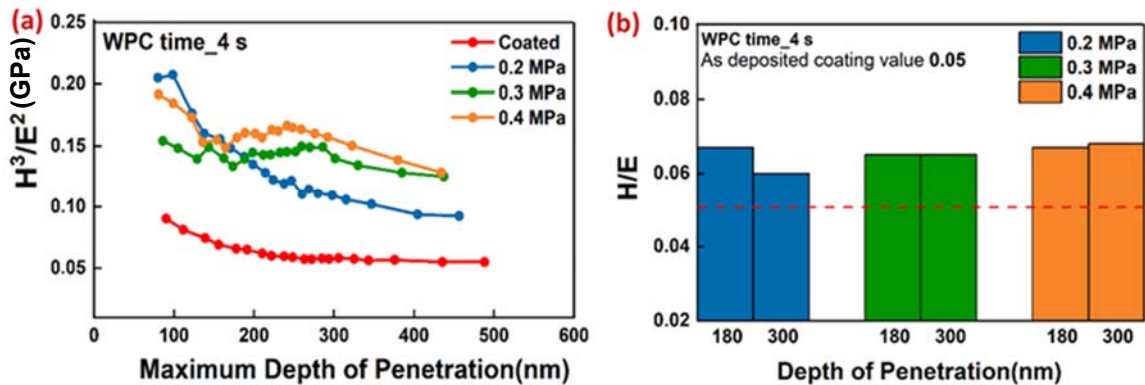 (a)
WPC time_4 s
Coated
0.2 MPa
0.3 MPa
0.4 MPa
H³/E² (GPa)
0.25
0.20
0.15
0.10
0.05
0 100 200 300 400 500 600
Maximum Depth of Penetration(nm)
(b)
WPC time_4 s
As deposited coating value 0.05
0.2 MPa
0.3 MPa
0.4 MPa
H/E
0.10
0.08
0.06
0.04
0.02
180 300 180 300 180 300
Depth of Penetration(nm)